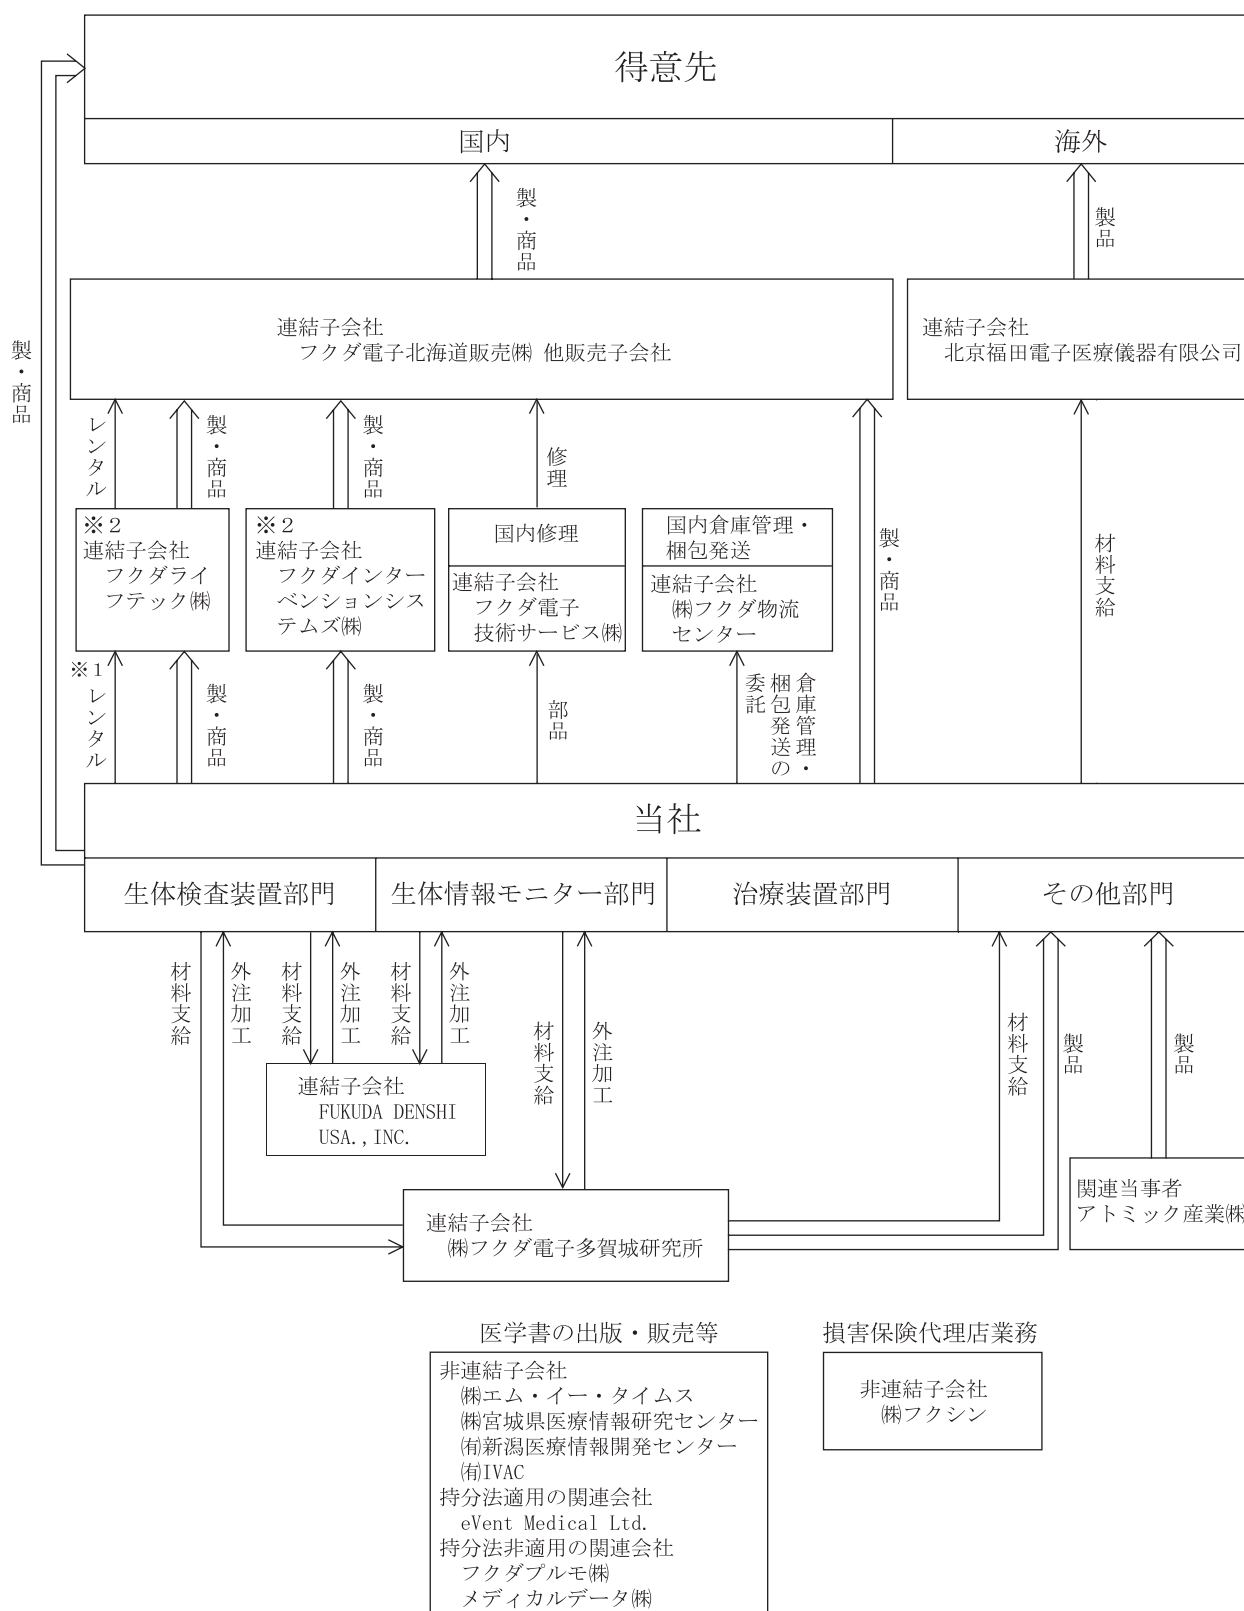 得意先
国内
海外
製・商品
製品
製・商品
連結子会社
フクダ電子北海道販売㈱ 他販売子会社
連結子会社
北京福田電子医療儀器有限公司
レンタル
製・商品
製・商品
修理
製・商品
材料支給
※2
連結子会社
フクダライ
フテック㈱
※2
連結子会社
フクダインター
ベンションシス
テムズ㈱
国内修理
連結子会社
フクダ電子
技術サービス㈱
国内倉庫管理・
梱包発送
連結子会社
㈱フクダ物流
センター
※1
レンタル
製・商品
製・商品
部品
倉庫管理・
梱包発送の
委託
当社
生体検査装置部門
生体情報モニター部門
治療装置部門
その他部門
材料支給
外注加工
材料支給
外注加工
材料支給
外注加工
材料支給
外注加工
材料支給
製品
製品
連結子会社
FUKUDA DENSHI
USA.,INC.
連結子会社
㈱フクダ電子多賀城研究所
関連当事者
アトミック産業㈱
医学書の出版・販売等
非連結子会社
㈱エム・イー・タイムス
㈱宮城県医療情報研究センター
㈲新潟医療情報開発センター
㈲IVAC
持分法適用の関連会社
eVent Medical Ltd.
持分法非適用の関連会社
フクダプルモ㈱
メディカルデータ㈱
損害保険代理店業務
非連結子会社
㈱フクシン